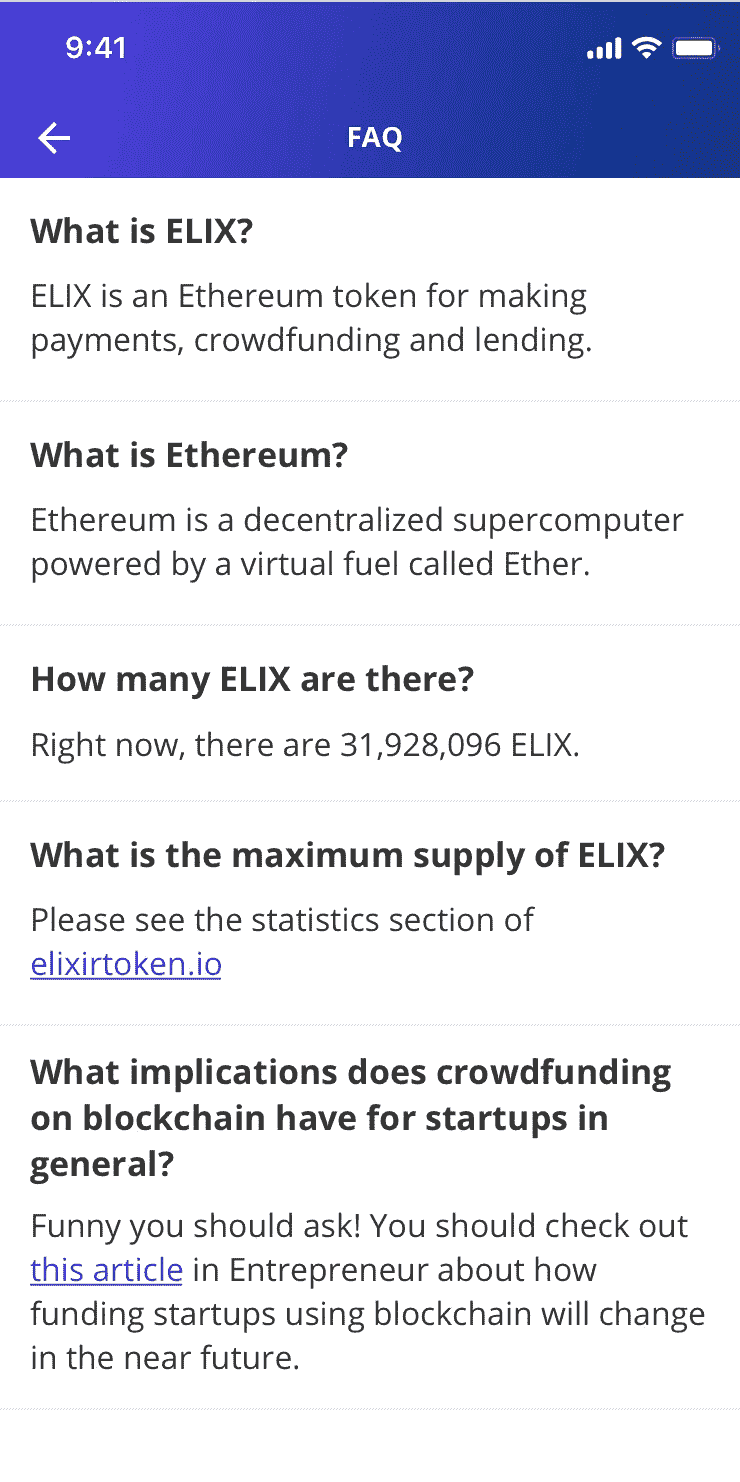 9:41
FAQ
What is ELIX?
ELIX is an Ethereum token for making
payments, crowdfunding and lending.
What is Ethereum?
Ethereum is a decentralized supercomputer
powered by a virtual fuel called Ether.
How many ELIX are there?
Right now, there are 31,928,096 ELIX.
What is the maximum supply of ELIX?
Please see the statistics section of
elixirtoken.io
What implications does crowdfunding
on blockchain have for startups in
general?
Funny you should ask! You should check out
this article in Entrepreneur about how
funding startups using blockchain will change
in the near future.